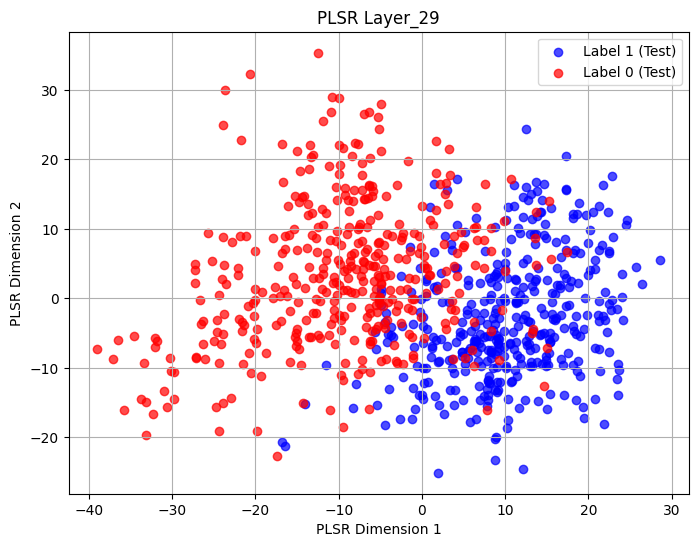 PLSR Layer_29
Label 1 (Test)
Label 0 (Test)
PLSR Dimension 2
30
20
10
0
−10
−20
−40
−30
−20
−10
0
10
20
30
PLSR Dimension 1